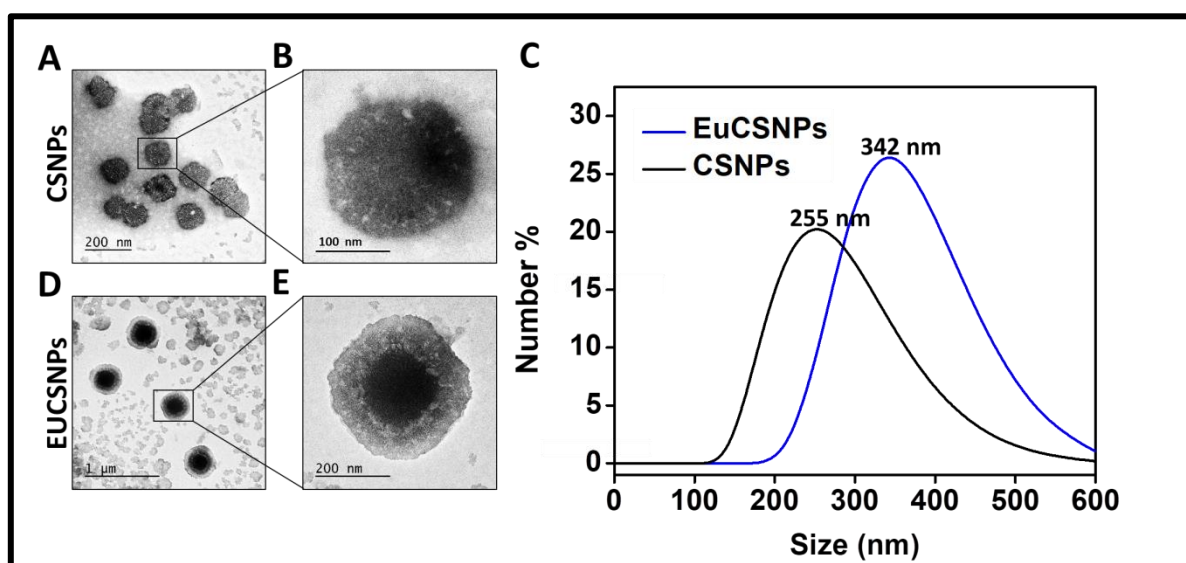 A
B
C
CSNPs
200 nm
100 nm
D
E
EUCSNPs
1 µm
200 nm
EuCSNPs
CSNPs
342 nm
255 nm
Number %
30
25
20
15
10
5
0
0 100 200 300 400 500 600
Size (nm)